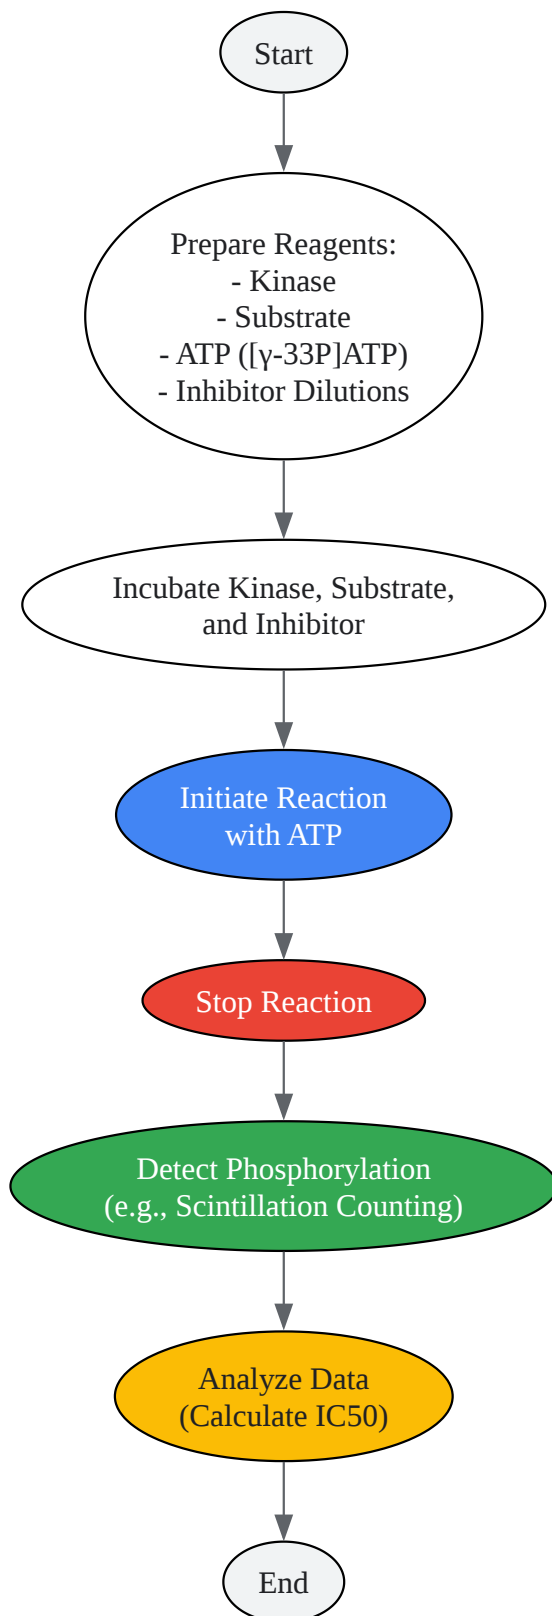 Start
Prepare Reagents:
- Kinase
- Substrate
- ATP ([γ-33P]ATP)
- Inhibitor Dilutions
Incubate Kinase, Substrate,
and Inhibitor
Initiate Reaction
with ATP
Stop Reaction
Detect Phosphorylation
(e.g., Scintillation Counting)
Analyze Data
(Calculate IC50)
End